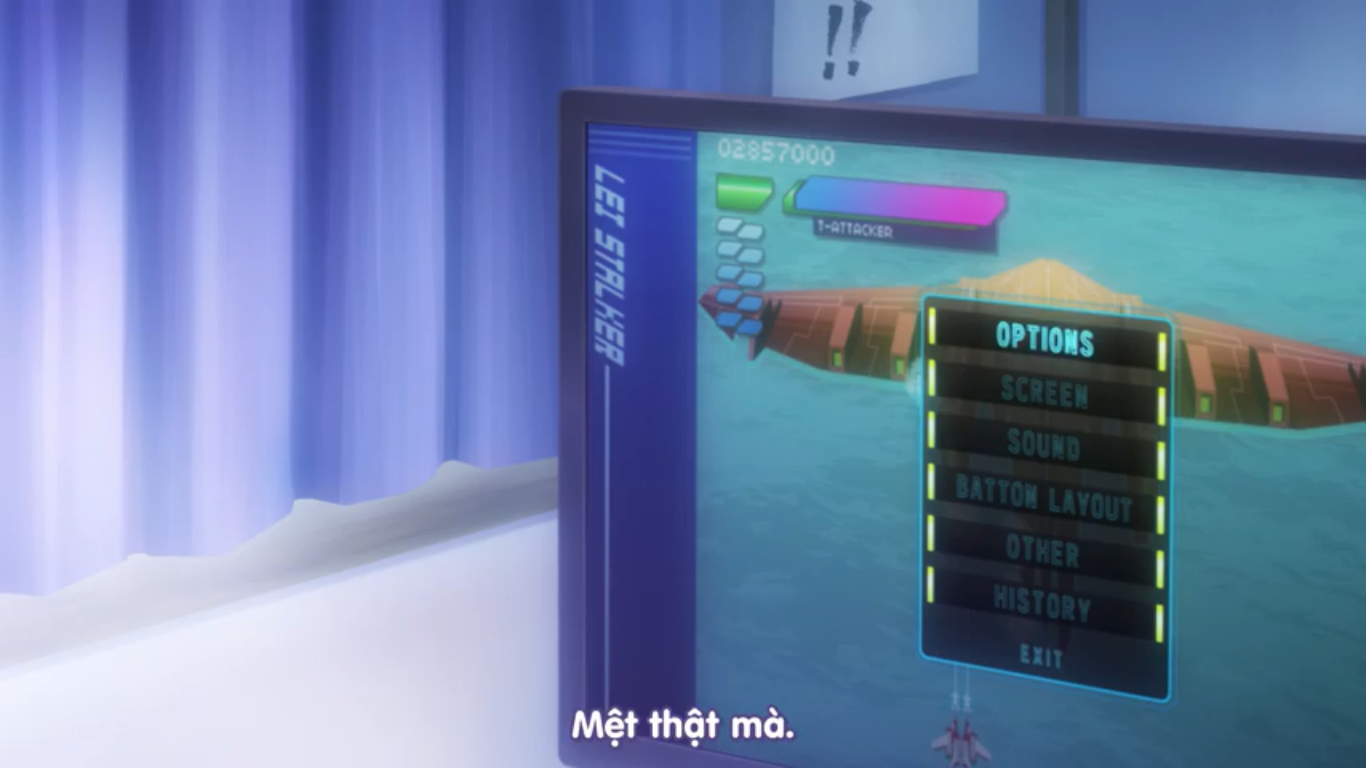 !!
02857000
LEI STALKER
T-ATTACKER
OPTIONS
SCREEN
SOUND
BATTON LAYOUT
OTHER
HISTORY
EXIT
Mệt thật mà.